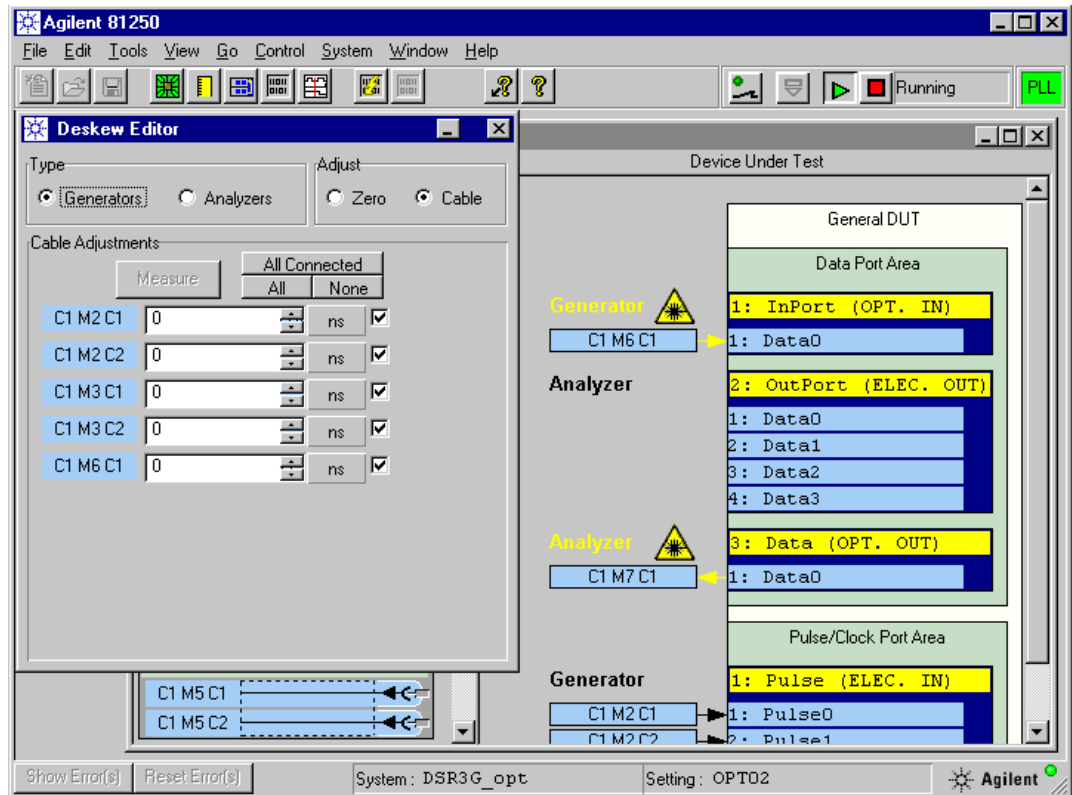 Agilent 81250
File Edit Tools View Go Control System Window Help
Running
PLL
Deskew Editor
Type
Generators
Analyzers
Adjust
Zero
Cable
Cable Adjustments
Measure
All Connected
All
None
C1 M2 C1 0 ns
C1 M2 C2 0 ns
C1 M3 C1 0 ns
C1 M3 C2 0 ns
C1 M6 C1 0 ns
C1 M5 C1
C1 M5 C2
Device Under Test
General DUT
Data Port Area
Generator
1: InPort (OPT. IN)
C1 M6 C1
1: Data0
Analyzer
2: OutPort (ELEC. OUT)
1: Data0
2: Data1
3: Data2
4: Data3
Analyzer
3: Data (OPT. OUT)
C1 M7 C1
1: Data0
Pulse/Clock Port Area
Generator
1: Pulse (ELEC. IN)
C1 M2 C1
1: Pulse0
C1 M2 C2
2: Pulse1
Show Error(s)
Reset Error(s)
System : DSR3G_opt
Setting : OPTO2
Agilent